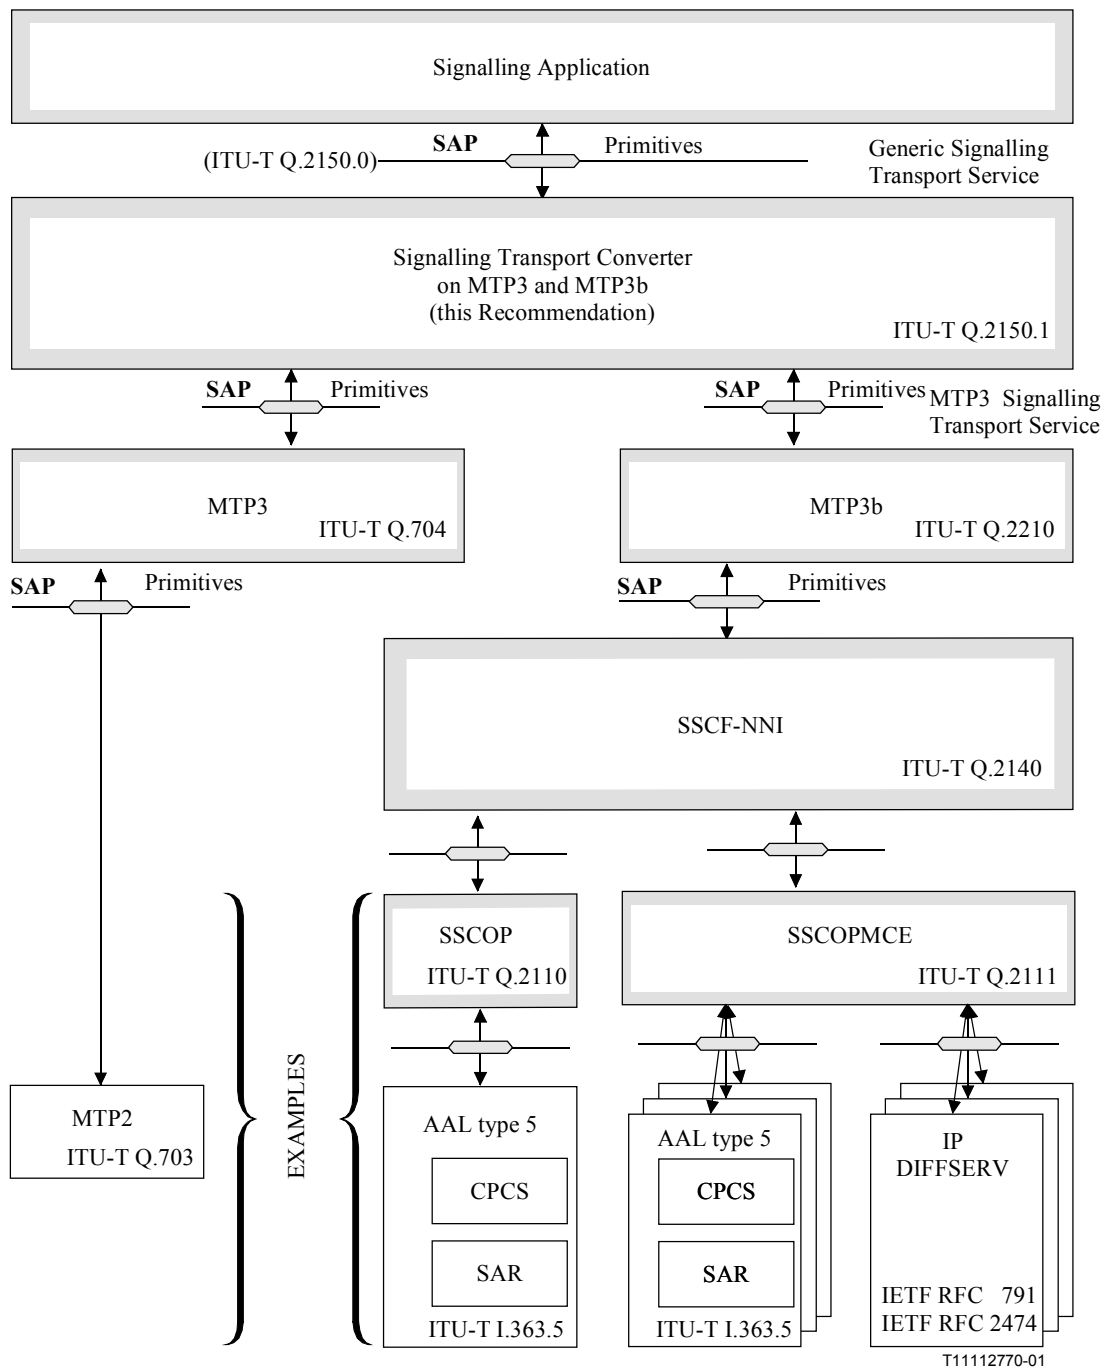 Signalling Application
SAP Primitives
(ITU-T Q.2150.0)
Generic Signalling
Transport Service
Signalling Transport Converter
on MTP3 and MTP3b
(this Recommendation)
ITU-T Q.2150.1
SAP Primitives
SAP Primitives
MTP3 Signalling
Transport Service
MTP3
ITU-T Q.704
MTP3b
ITU-T Q.2210
SAP Primitives
SAP Primitives
SSCF-NNI
ITU-T Q.2140
SSCOP
ITU-T Q.2110
SSCOPMCE
ITU-T Q.2111
EXAMPLES
MTP2
ITU-T Q.703
AAL type 5
CPCS
SAR
ITU-T I.363.5
AAL type 5
CPCS
SAR
ITU-T I.363.5
IP
DIFFSERV
IETF RFC 791
IETF RFC 2474
T11112770-01